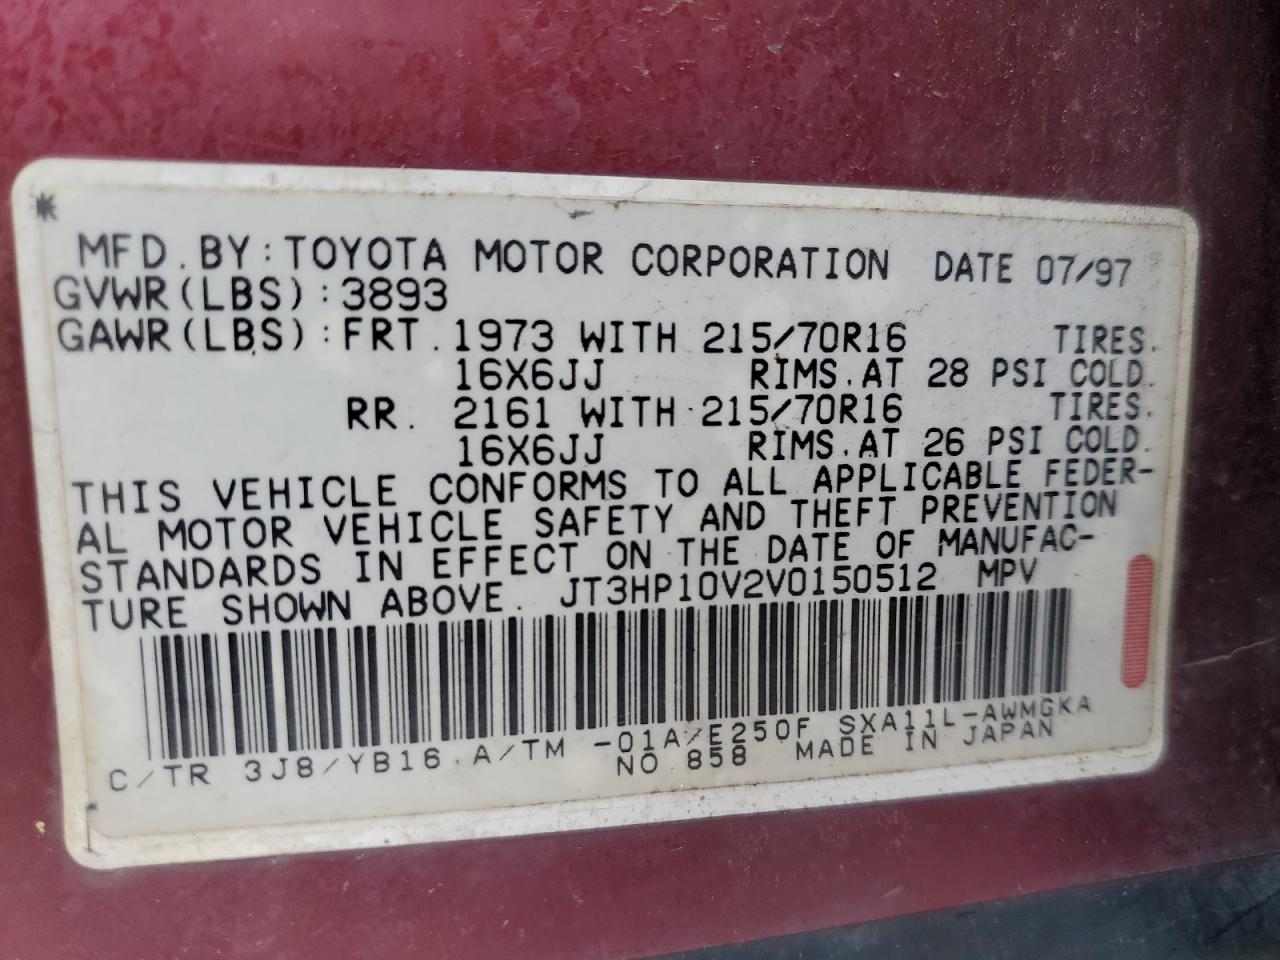 *
MFD. BY: TOYOTA MOTOR CORPORATION DATE 07/97
GVWR(LBS): 3893
GAWR(LBS): FRT. 1973 WITH 215/70R16 TIRES.
16X6JJ RIMS. AT 28 PSI COLD.
RR. 2161 WITH 215/70R16 TIRES.
16X6JJ RIMS. AT 26 PSI COLD.
THIS VEHICLE CONFORMS TO ALL APPLICABLE FEDER-
AL MOTOR VEHICLE SAFETY AND THEFT PREVENTION
STANDARDS IN EFFECT ON THE DATE OF MANUFAC-
TURE SHOWN ABOVE. JT3HP10V2V0150512 MPV
C/TR 3J8/YB16. A/TM -01A/E250F SXA11L-AWMGKA
NO.858 MADE IN JAPAN